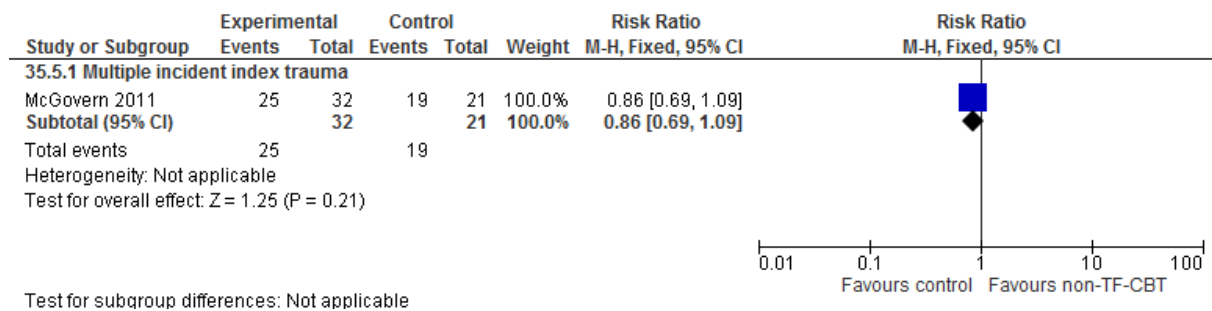 Experimental Control Risk Ratio Risk Ratio
Study or Subgroup Events Total Events Total Weight M-H, Fixed, 95% CI M-H, Fixed, 95% CI
35.5.1 Multiple incident index trauma
McGovern 2011 25 32 19 21 100.0% 0.86 [0.69, 1.09]
Subtotal (95% CI) 32 21 100.0% 0.86 [0.69, 1.09]
Total events 25 19
Heterogeneity: Not applicable
Test for overall effect: Z = 1.25 (P = 0.21)
0.01 0.1 1 10 100
Favours control Favours non-TF-CBT
Test for subgroup differences: Not applicable